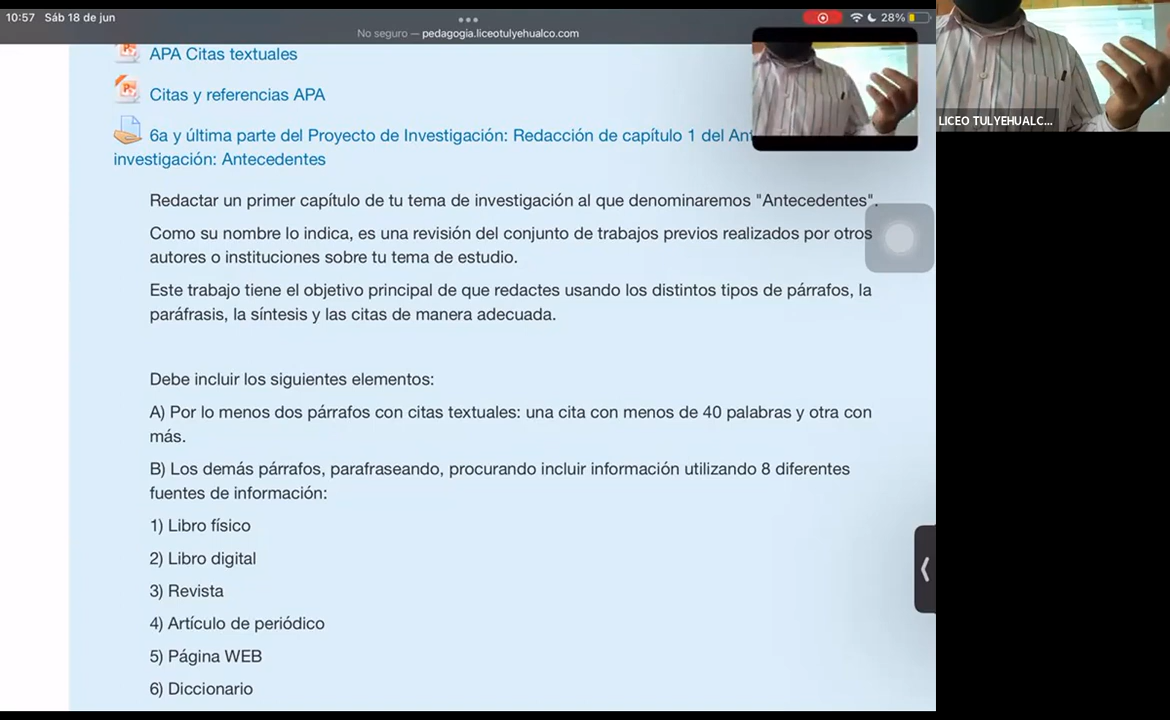 10:57 Sáb 18 de jun
28%
No seguro — pedagogia.liceotulyehualco.com
APA Citas textuales
Citas y referencias APA
6a y última parte del Proyecto de Investigación: Redacción de capítulo 1 del
investigación: Antecedentes
LICEO TULYEHUALC...
Redactar un primer capítulo de tu tema de investigación al que denominaremos "Antecedentes".
Como su nombre lo indica, es una revisión del conjunto de trabajos previos realizados por otros
autores o instituciones sobre tu tema de estudio.
Este trabajo tiene el objetivo principal de que redactes usando los distintos tipos de párrafos, la
paráfrasis, la síntesis y las citas de manera adecuada.
Debe incluir los siguientes elementos:
A) Por lo menos dos párrafos con citas textuales: una cita con menos de 40 palabras y otra con
más.
B) Los demás párrafos, parafraseando, procurando incluir información utilizando 8 diferentes
fuentes de información:
1) Libro físico
2) Libro digital
3) Revista
4) Artículo de periódico
5) Página WEB
6) Diccionario